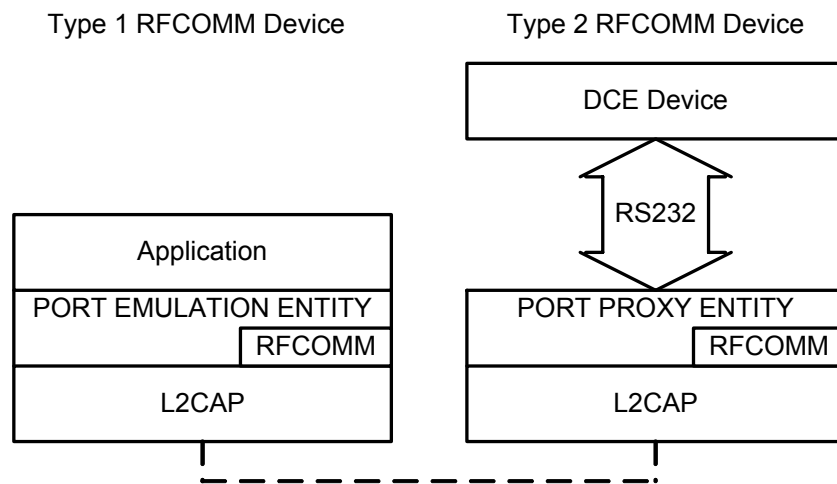 Type 1 RFCOMM Device
Type 2 RFCOMM Device
DCE Device
RS232
Application
PORT EMULATION ENTITY
RFCOMM
L2CAP
PORT PROXY ENTITY
RFCOMM
L2CAP